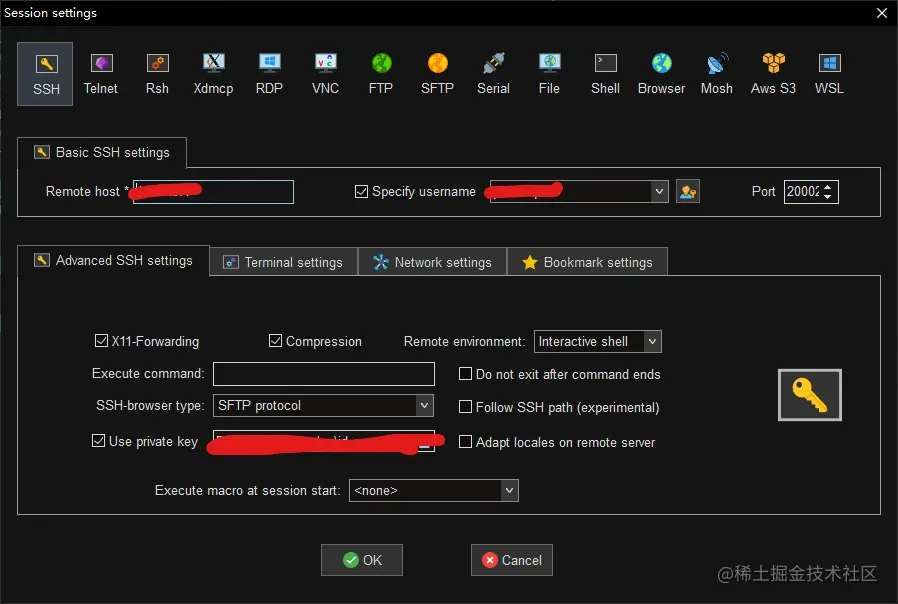 Session settings
SSH Telnet Rsh Xdmcp RDP VNC FTP SFTP Serial File Shell Browser Mosh Aws S3 WSL
Basic SSH settings
Remote host * Specify username Port 20002
Advanced SSH settings Terminal settings Network settings Bookmark settings
X11-Forwarding Compression Remote environment: Interactive shell
Execute command: Do not exit after command ends
SSH-browser type: SFTP protocol Follow SSH path (experimental)
Use private key Adapt locales on remote server
Execute macro at session start: <none>
OK Cancel
@稀土掘金技术社区